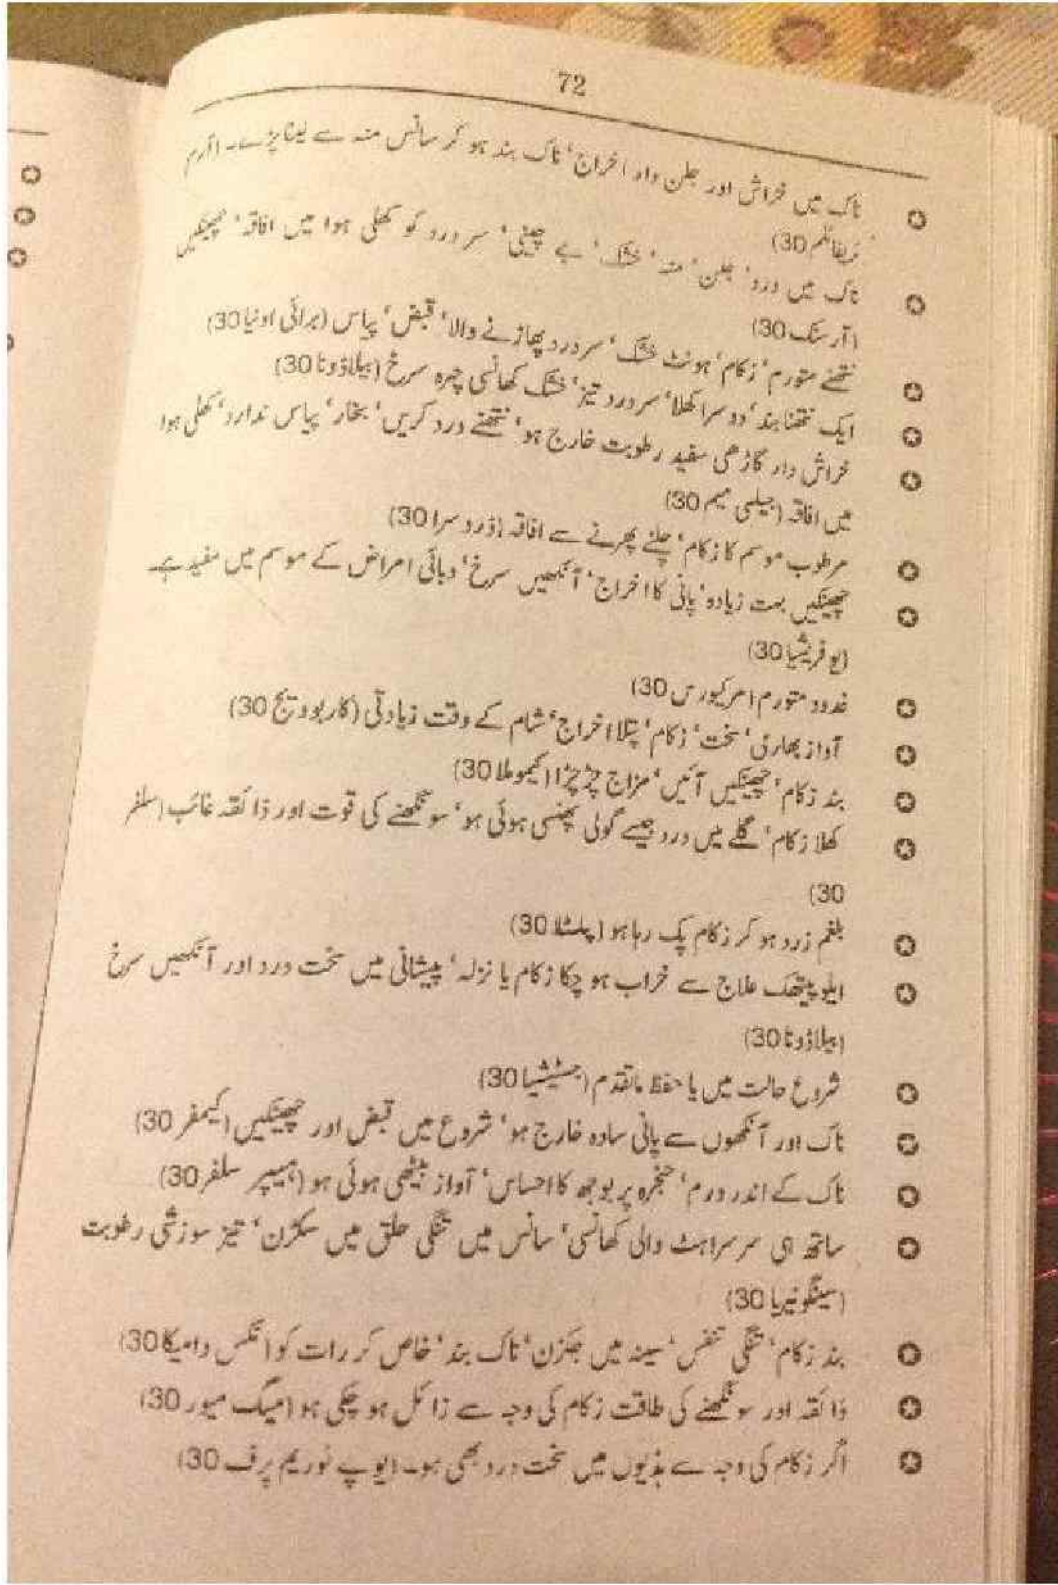 72
✪ ناک میں خراش اور جلن دار اخراج‘ ناک بند ہو کر سانس منہ سے لینا پڑے۔ (آرم
ٹریفائلم 30)
✪ ناک میں درد‘ جلن‘ منہ‘ خشک‘ بے چینی‘ سر درد کو کھلی ہوا میں افاقہ‘ چھینکیں
(آرسنک 30)
✪ نتھنے متورم‘ زکام‘ ہونٹ خشک‘ سر درد پھاڑنے والا‘ قبض‘ پیاس (برائی اونیا 30)
✪ ایک نتھنا بند‘ دوسرا کھلا‘ سر درد تیز‘ خشک کھانسی چہرہ سرخ (بیلاڈونا 30)
✪ خراش دار گاڑھی سفید رطوبت خارج ہو‘ نتھنے درد کریں‘ بخار‘ پیاس ندارد‘ کھلی ہوا
میں افاقہ (جیلسی میم 30)
✪ مرطوب موسم کا زکام‘ چلنے پھرنے سے افاقہ (ڈروسرا 30)
✪ چھینکیں بہت زیادہ‘ پانی کا اخراج‘ آنکھیں سرخ‘ وبائی امراض کے موسم میں مفید ہے
(یوفریشیا 30)
✪ غدود متورم (مرکیورس 30)
✪ آواز بھاری‘ سخت‘ زکام‘ پتلا اخراج‘ شام کے وقت زیادتی (کاربوویج 30)
✪ بند زکام‘ چھینکیں آئیں‘ مزاج چڑچڑا (کیموملا 30)
✪ کھلا زکام‘ گلے میں درد جیسے گولی پھنسی ہوئی ہو‘ سونگھنے کی قوت اور ذائقہ غائب (سلفر
30)
✪ بلغم زرد ہو کر زکام پک رہا ہو (پلسٹلا 30)
✪ ایلوپیتھک علاج سے خراب ہو چکا زکام یا نزلہ‘ پیشانی میں سخت درد اور آنکھیں سرخ
(بیلاڈونا 30)
✪ شروع حالت میں یا حفظ ماتقدم (جسٹیشیا 30)
✪ ناک اور آنکھوں سے پانی سادہ خارج ہو‘ شروع میں قبض اور چھینکیں (کیمفر 30)
✪ ناک کے اندر ورم‘ حنجرہ پر بوجھ کا احساس‘ آواز بیٹھی ہوئی ہو (ہیپر سلفر 30)
✪ ساتھ ہی سرسراہٹ والی کھانسی‘ سانس میں تنگی حلق میں سکڑن‘ تیز سوزشی رطوبت
(سینگونیریا 30)
✪ بند زکام‘ تنگی تنفس‘ سینہ میں جکڑن‘ ناک بند‘ خاص کر رات کو (نکس وامیکا 30)
✪ ذائقہ اور سونگھنے کی طاقت زکام کی وجہ سے زائل ہو چکی ہو (میگ میور 30)
✪ اگر زکام کی وجہ سے ہڈیوں میں سخت درد بھی ہو۔ (یوپے ٹوریم پرف 30)